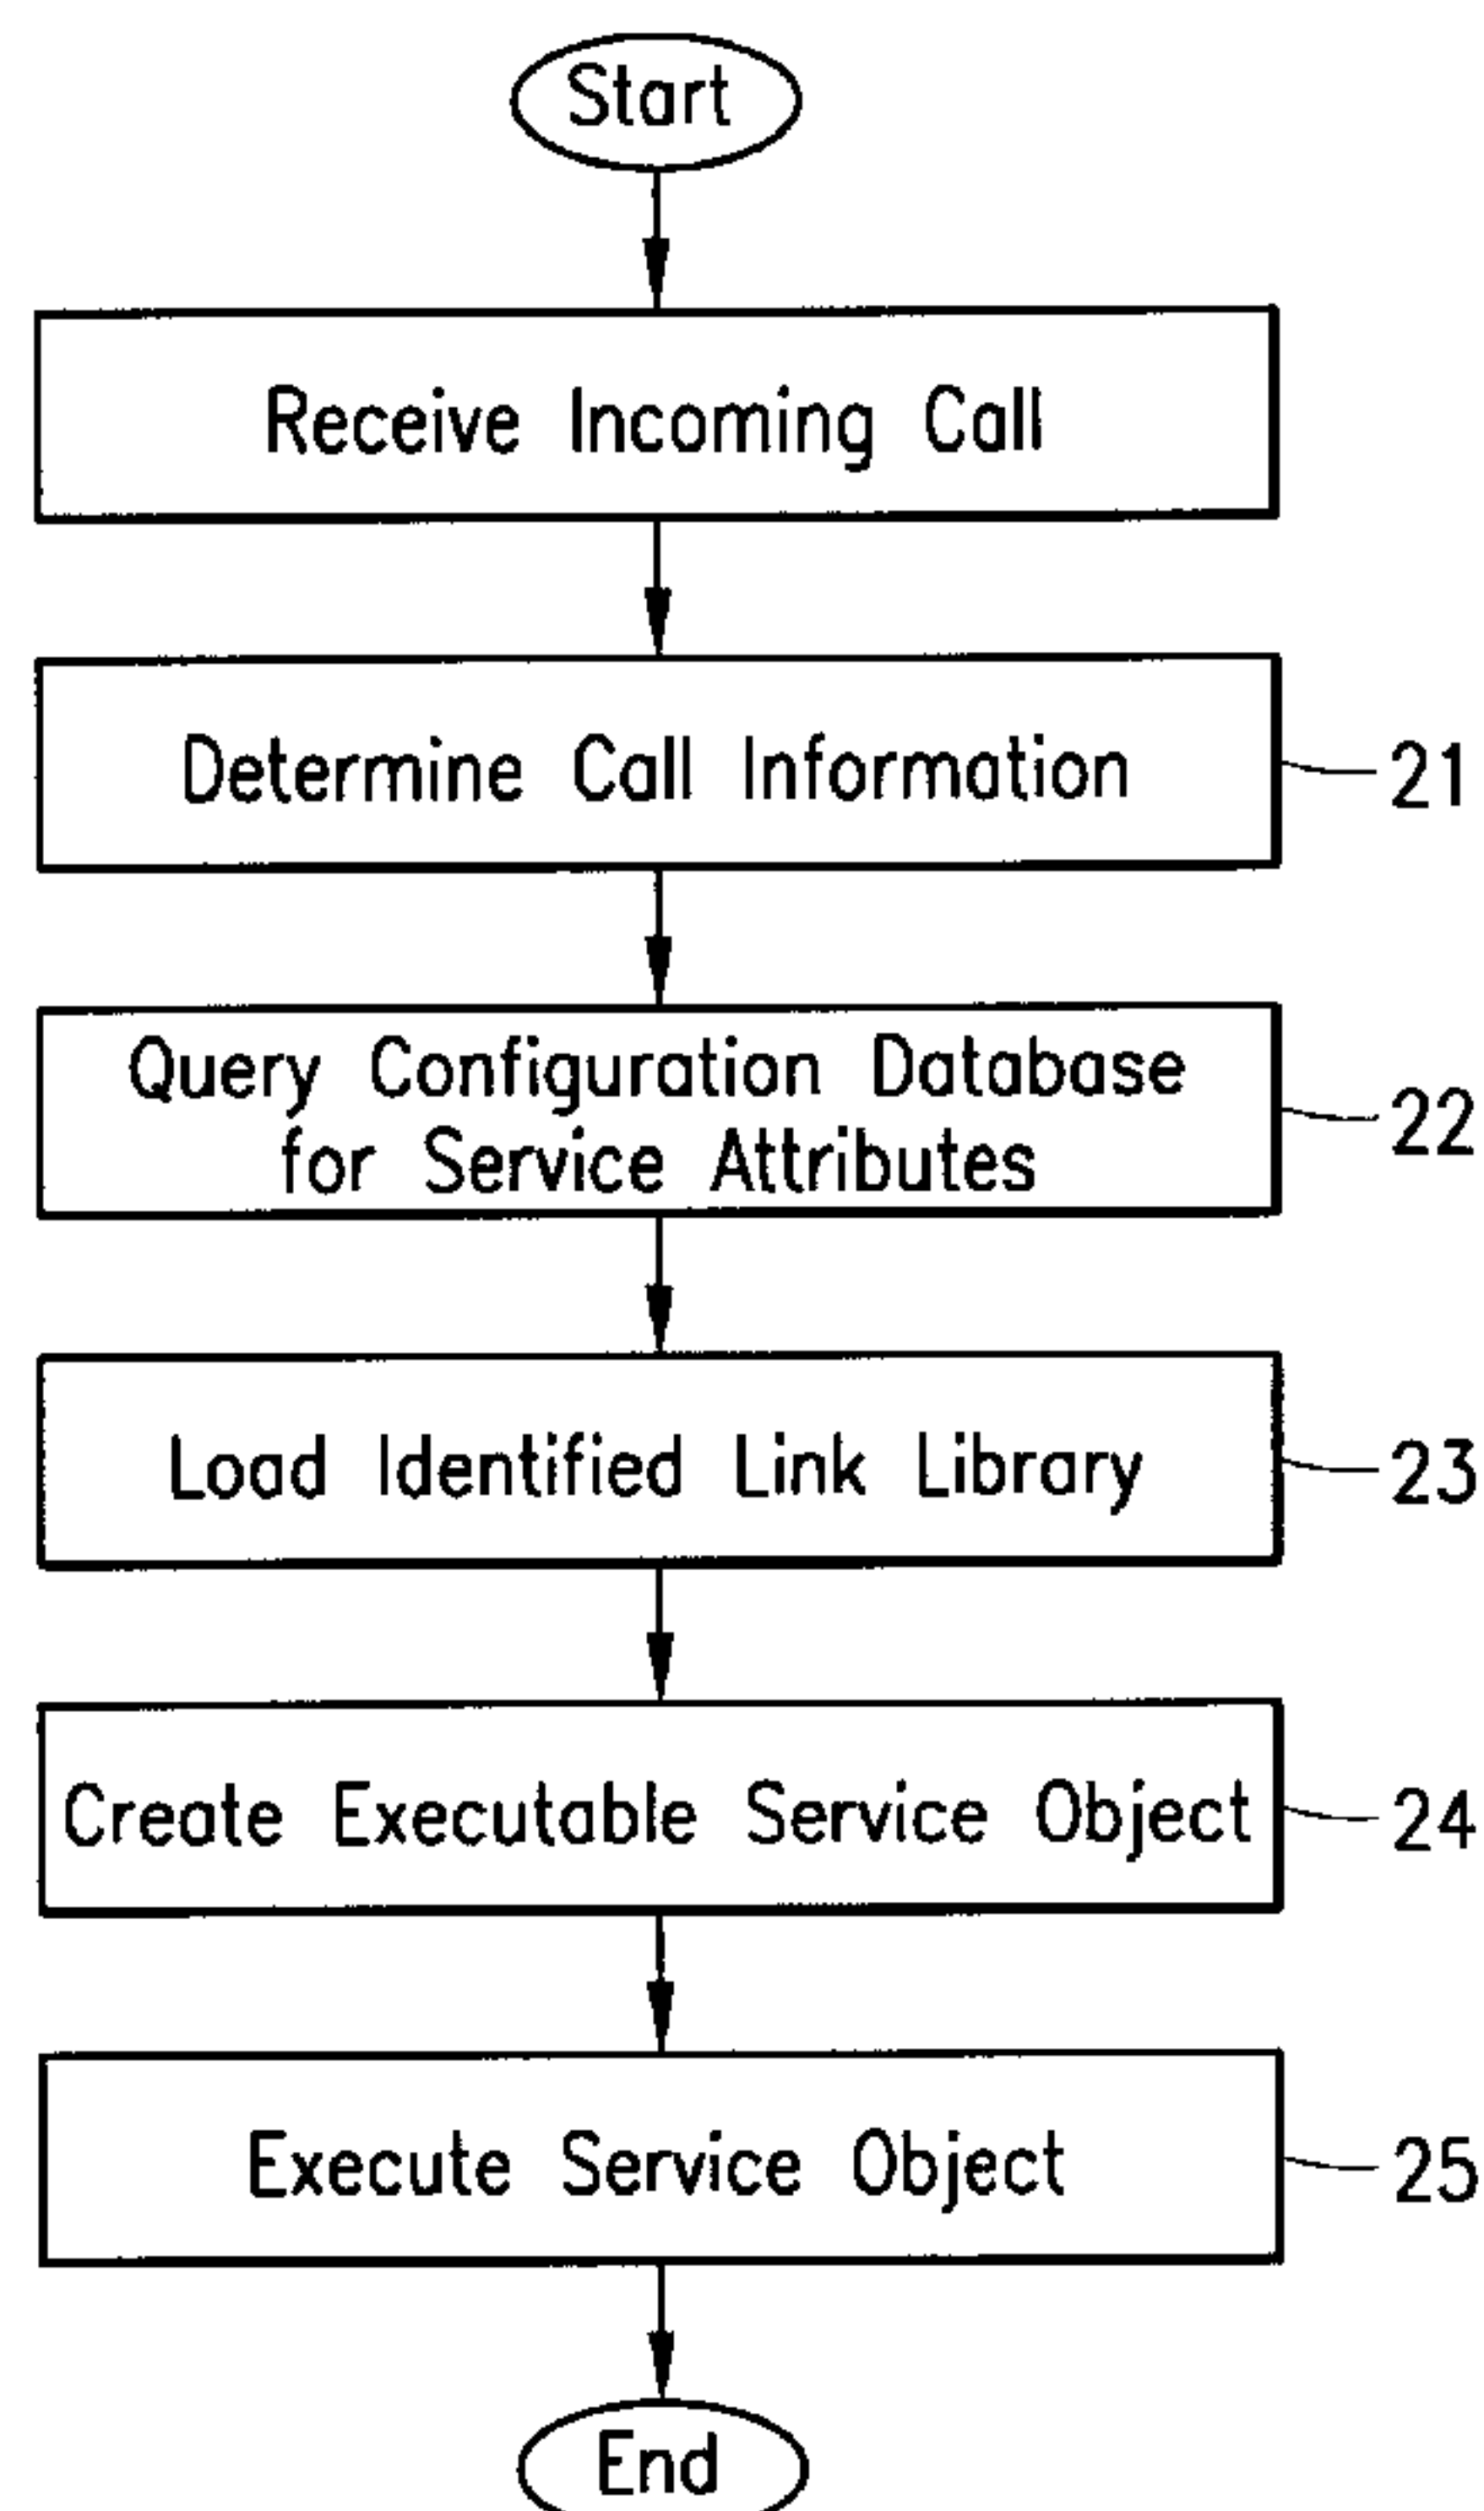 Start
Receive Incoming Call
Determine Call Information
21
Query Configuration Database
for Service Attributes
22
Load Identified Link Library
23
Create Executable Service Object
24
Execute Service Object
25
End